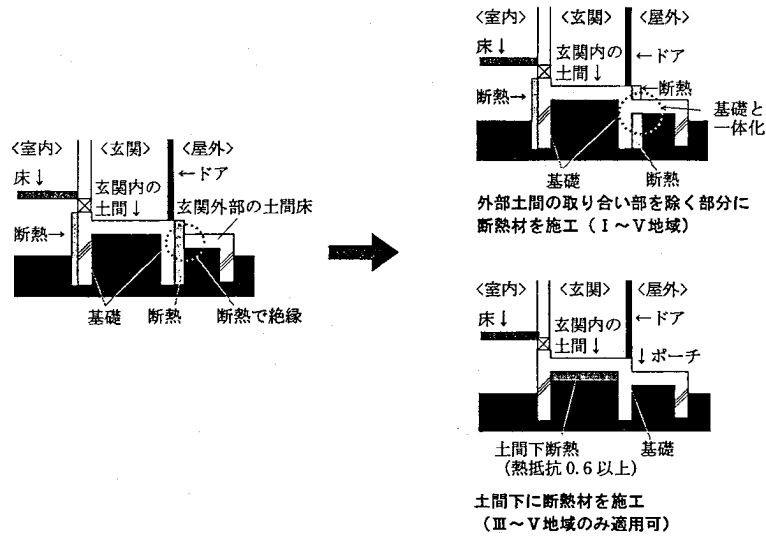 〈室内〉 〈玄関〉 〈屋外〉
床↓
玄関内の
土間↓
←ドア
玄関外部の土間床
断熱→
基礎
断熱
断熱で絶縁
〈室内〉 〈玄関〉 〈屋外〉
床↓
玄関内の
土間↓
←ドア
断熱→
←断熱
基礎と
一体化
基礎
断熱
外部土間の取り合い部を除く部分に
断熱材を施工（Ⅰ～Ⅴ地域）
〈室内〉 〈玄関〉 〈屋外〉
床↓
玄関内の
土間↓
←ドア
↓ポーチ
土間下断熱
（熱抵抗0.6以上）
基礎
土間下に断熱材を施工
（Ⅲ～Ⅴ地域のみ適用可）